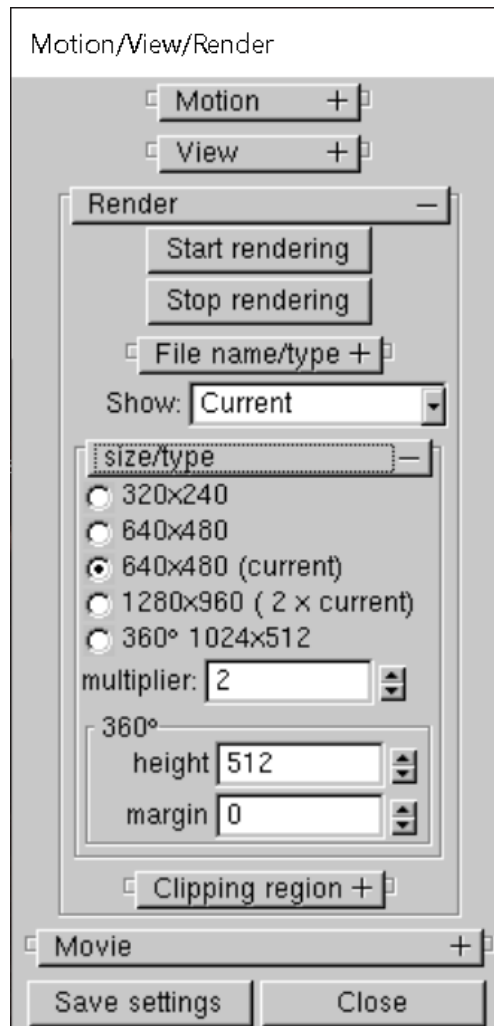 Motion/View/Render
Motion +
View +
Render −
Start rendering
Stop rendering
File name/type +
Show: Current
size/type −
320x240
640x480
640x480 (current)
1280x960 ( 2 x current)
360° 1024x512
multiplier: 2
360°
height 512
margin 0
Clipping region +
Movie +
Save settings Close